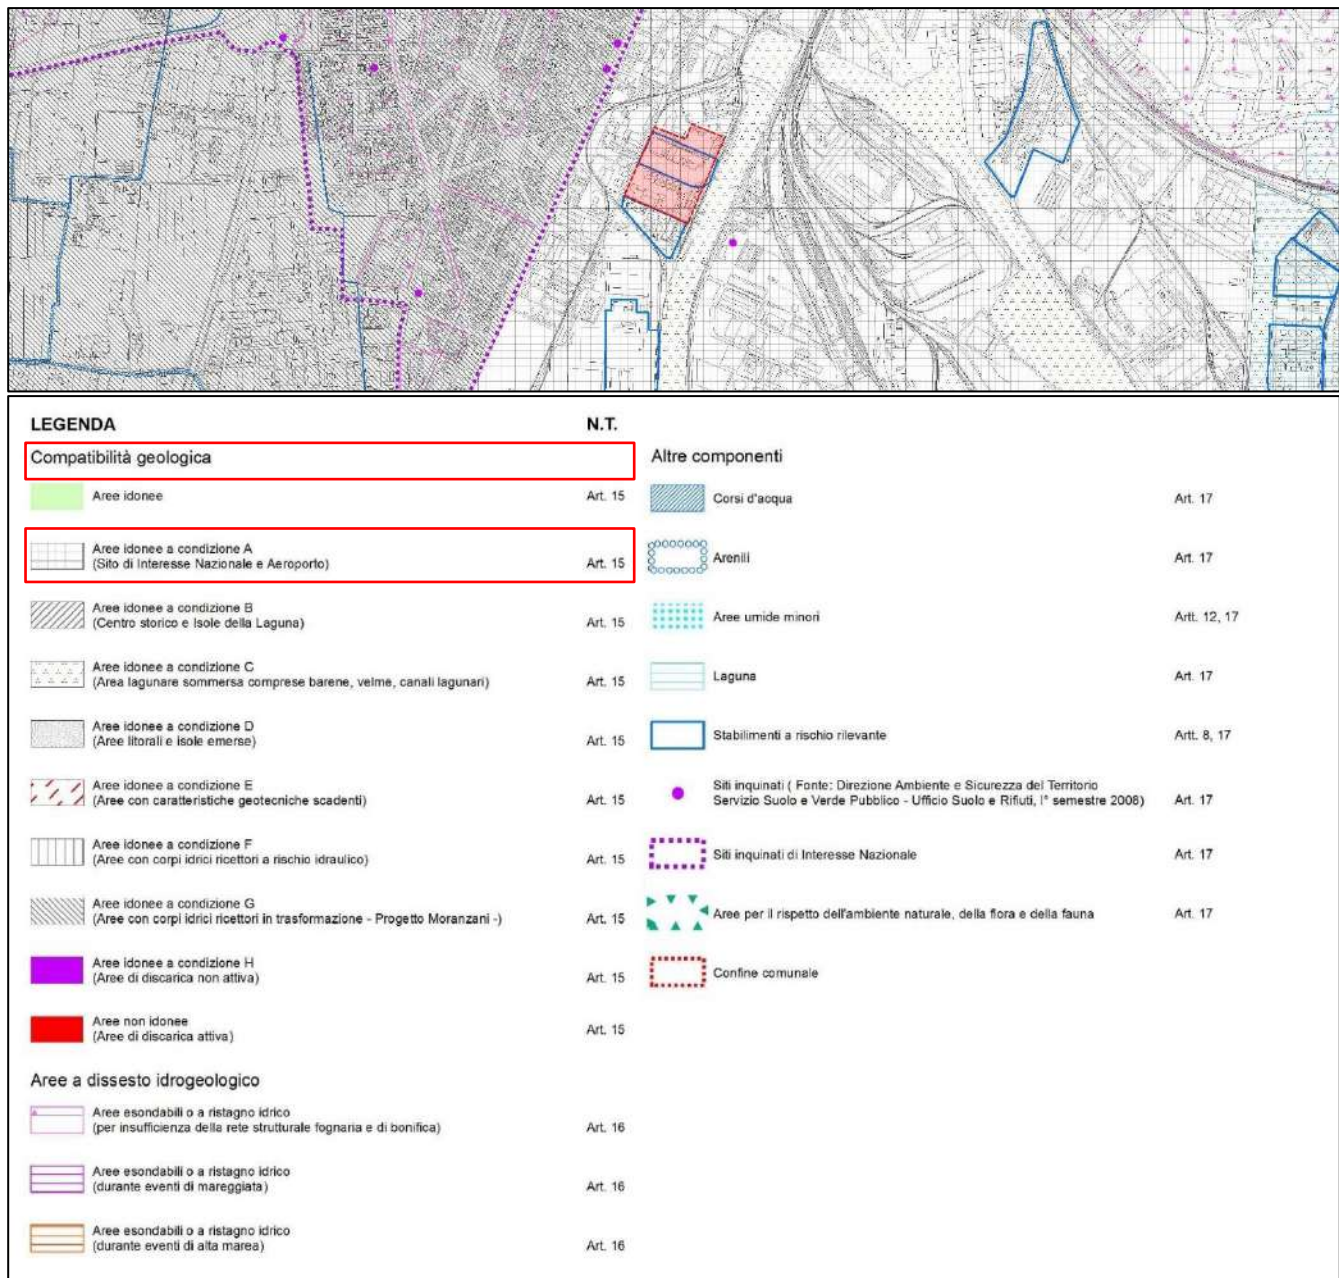 LEGENDA
N.T.
Compatibilità geologica
Aree idonee
Art. 15
Aree idonee a condizione A
(Sito di Interesse Nazionale e Aeroporto)
Art. 15
Aree idonee a condizione B
(Centro storico e Isole della Laguna)
Art. 15
Aree idonee a condizione C
(Area lagunare sommersa comprese barene, velme, canali lagunari)
Art. 15
Aree idonee a condizione D
(Aree litorali e isole emerse)
Art. 15
Aree idonee a condizione E
(Aree con caratteristiche geotecniche scadenti)
Art. 15
Aree idonee a condizione F
(Aree con corpi idrici ricettori a rischio idraulico)
Art. 15
Aree idonee a condizione G
(Aree con corpi idrici ricettori in trasformazione - Progetto Moranzani -)
Art. 15
Aree idonee a condizione H
(Aree di discarica non attiva)
Art. 15
Aree non idonee
(Aree di discarica attiva)
Art. 15
Aree a dissesto idrogeologico
Aree esondabili o a ristagno idrico
(per insufficienza della rete strutturale fognaria e di bonifica)
Art. 16
Aree esondabili o a ristagno idrico
(durante eventi di mareggiata)
Art. 16
Aree esondabili o a ristagno idrico
(durante eventi di alta marea)
Art. 16
Altre componenti
Corsi d'acqua
Art. 17
Arenili
Art. 17
Aree umide minori
Artt. 12, 17
Laguna
Art. 17
Stabilimenti a rischio rilevante
Artt. 8, 17
Siti inquinati ( Fonte: Direzione Ambiente e Sicurezza del Territorio
Servizio Suolo e Verde Pubblico - Ufficio Suolo e Rifiuti, I° semestre 2008)
Art. 17
Siti inquinati di Interesse Nazionale
Art. 17
Aree per il rispetto dell'ambiente naturale, della flora e della fauna
Art. 17
Confine comunale